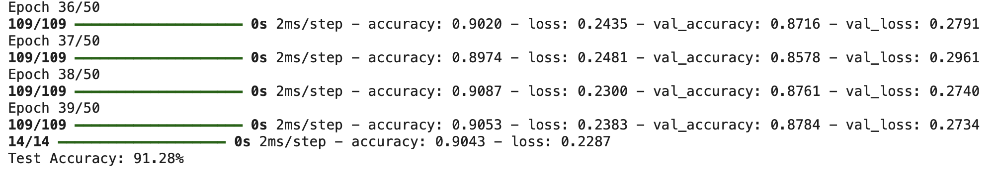 Epoch 36/50
109/109 ━━━━━━━━━━━━━━━━━━━━ 0s 2ms/step - accuracy: 0.9020 - loss: 0.2435 - val_accuracy: 0.8716 - val_loss: 0.2791
Epoch 37/50
109/109 ━━━━━━━━━━━━━━━━━━━━ 0s 2ms/step - accuracy: 0.8974 - loss: 0.2481 - val_accuracy: 0.8578 - val_loss: 0.2961
Epoch 38/50
109/109 ━━━━━━━━━━━━━━━━━━━━ 0s 2ms/step - accuracy: 0.9087 - loss: 0.2300 - val_accuracy: 0.8761 - val_loss: 0.2740
Epoch 39/50
109/109 ━━━━━━━━━━━━━━━━━━━━ 0s 2ms/step - accuracy: 0.9053 - loss: 0.2383 - val_accuracy: 0.8784 - val_loss: 0.2734
14/14 ━━━━━━━━━━━━━━━━━━━━ 0s 2ms/step - accuracy: 0.9043 - loss: 0.2287
Test Accuracy: 91.28%